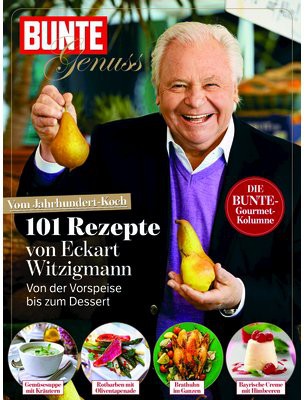 BUNTE
Genuss
Vom Jahrhundert-Koch
101 Rezepte
von Eckart
Witzigmann
Von der Vorspeise
bis zum Dessert
DIE
BUNTE-
Gourmet-
Kolumne
Gemüsesuppe
mit Kräutern
Rotbarben mit
Oliventapenade
Brathuhn
im Ganzen
Bayrische Creme
mit Himbeeren